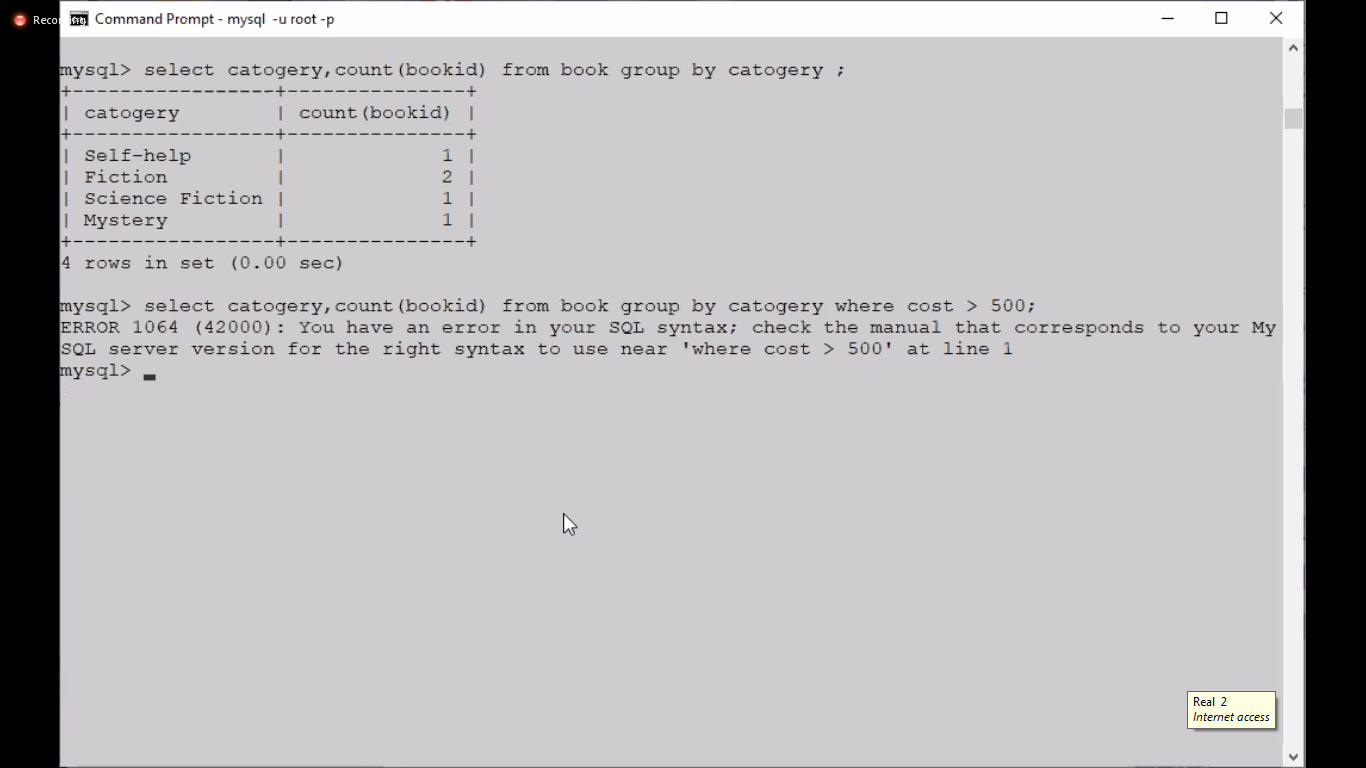 Command Prompt - mysql -u root -p
mysql> select catogery,count(bookid) from book group by catogery ;
+-----------------+---------------+
| catogery        | count(bookid) |
+-----------------+---------------+
| Self-help       |             1 |
| Fiction         |             2 |
| Science Fiction |             1 |
| Mystery         |             1 |
+-----------------+---------------+
4 rows in set (0.00 sec)
mysql> select catogery,count(bookid) from book group by catogery where cost > 500;
ERROR 1064 (42000): You have an error in your SQL syntax; check the manual that corresponds to your My
SQL server version for the right syntax to use near 'where cost > 500' at line 1
mysql>
Real 2
Internet access